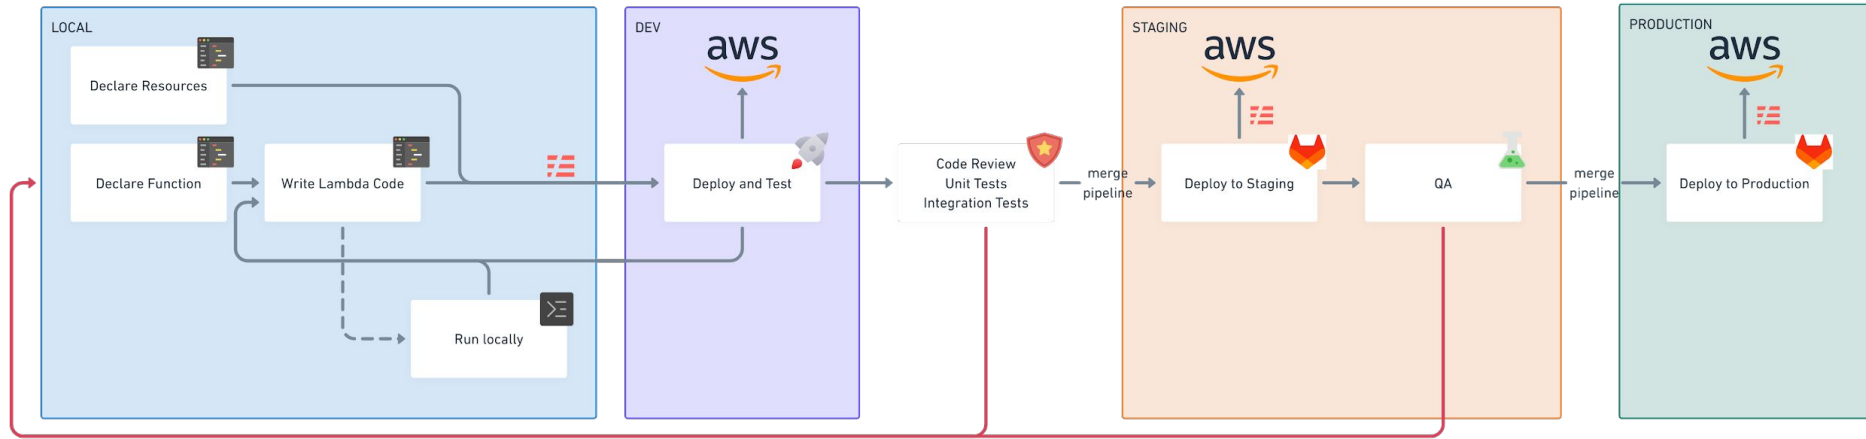 LOCAL
Declare Resources
Declare Function
Write Lambda Code
Run locally
DEV
aws
Deploy and Test
Code Review
Unit Tests
Integration Tests
merge
pipeline
STAGING
aws
Deploy to Staging
QA
merge
pipeline
PRODUCTION
aws
Deploy to Production